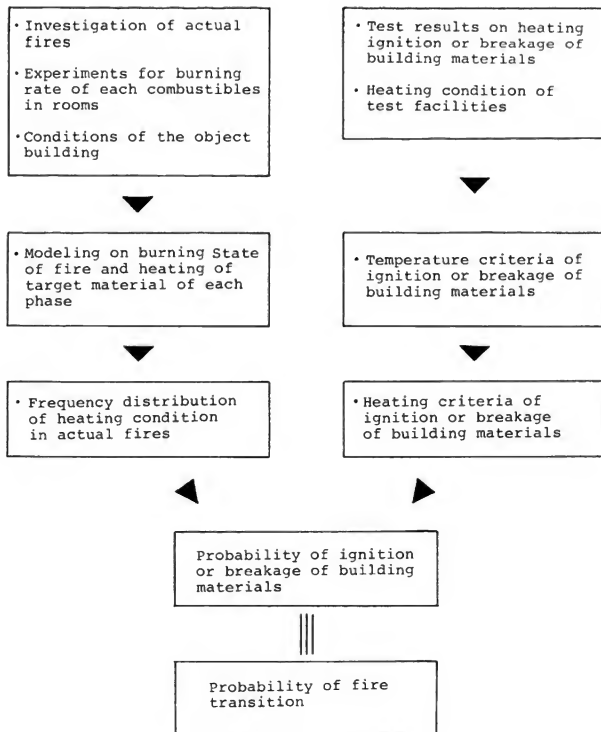 · Investigation of actual
fires
· Experiments for burning
rate of each combustibles
in rooms
· Conditions of the object
building
· Test results on heating
ignition or breakage of
building materials
· Heating condition of
test facilities
· Modeling on burning State
of fire and heating of
target material of each
phase
· Temperature criteria of
ignition or breakage of
building materials
· Frequency distribution
of heating condition
in actual fires
· Heating criteria of
ignition or breakage
of building materials
Probability of ignition
or breakage of building
materials
Probability of fire
transition